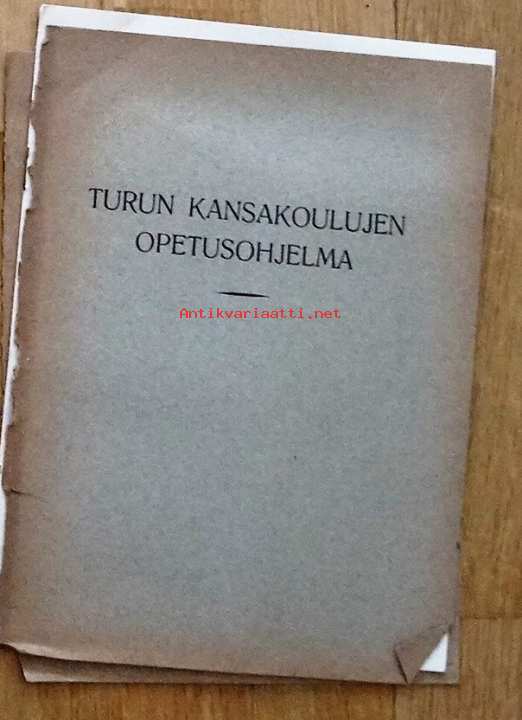 TURUN KANSAKOULUJEN
OPETUSOHJELMA
Antikvariaatti.net